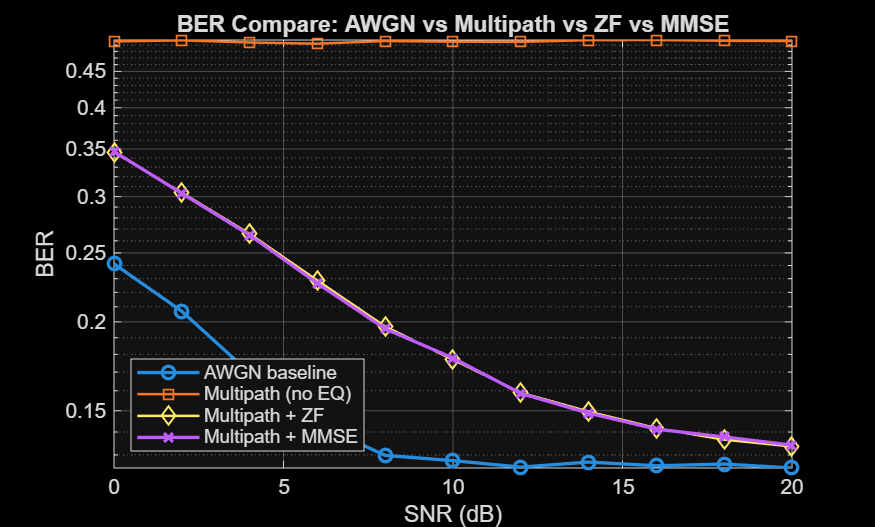 BER Compare: AWGN vs Multipath vs ZF vs MMSE
0.45
0.4
0.35
0.3
0.25
0.2
0.15
BER
AWGN baseline
Multipath (no EQ)
Multipath + ZF
Multipath + MMSE
0 5 10 15 20
SNR (dB)